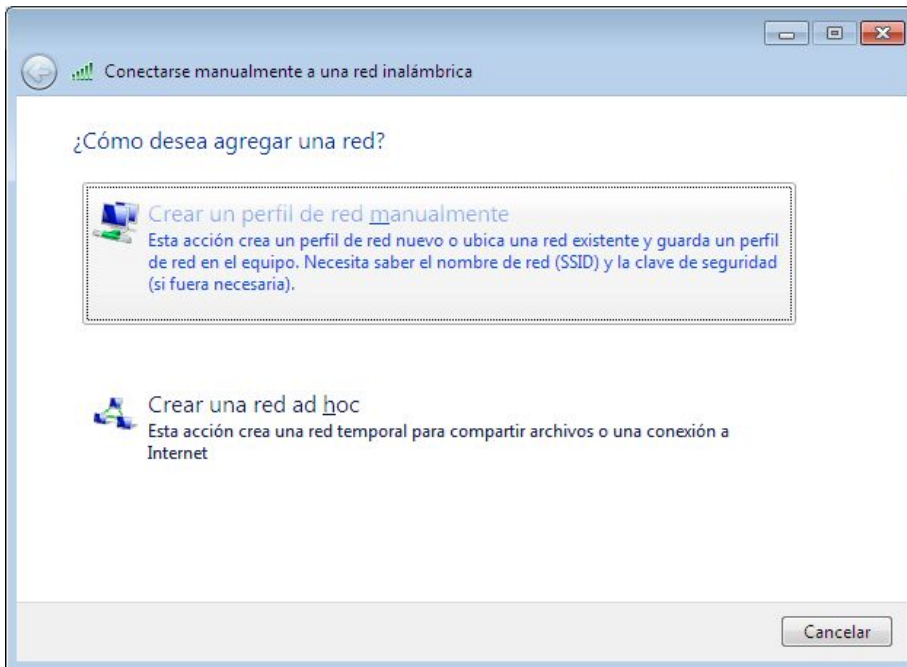 Conectarse manualmente a una red inalámbrica
¿Cómo desea agregar una red?
Crear un perfil de red manualmente
Esta acción crea un perfil de red nuevo o ubica una red existente y guarda un perfil
de red en el equipo. Necesita saber el nombre de red (SSID) y la clave de seguridad
(si fuera necesaria).
Crear una red ad hoc
Esta acción crea una red temporal para compartir archivos o una conexión a
Internet
Cancelar